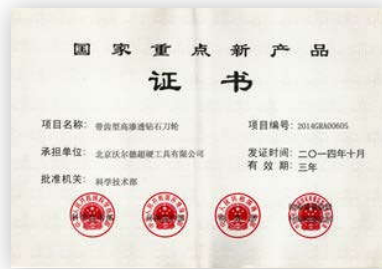 国家重点新产品
证书
项目名称：带齿型高渗透钻石刀轮
项目编号：2014GRA00605
承担单位：北京沃尔德超硬工具有限公司
发证时间：二〇一四年十月
有效期：三年
批准机关：科学技术部